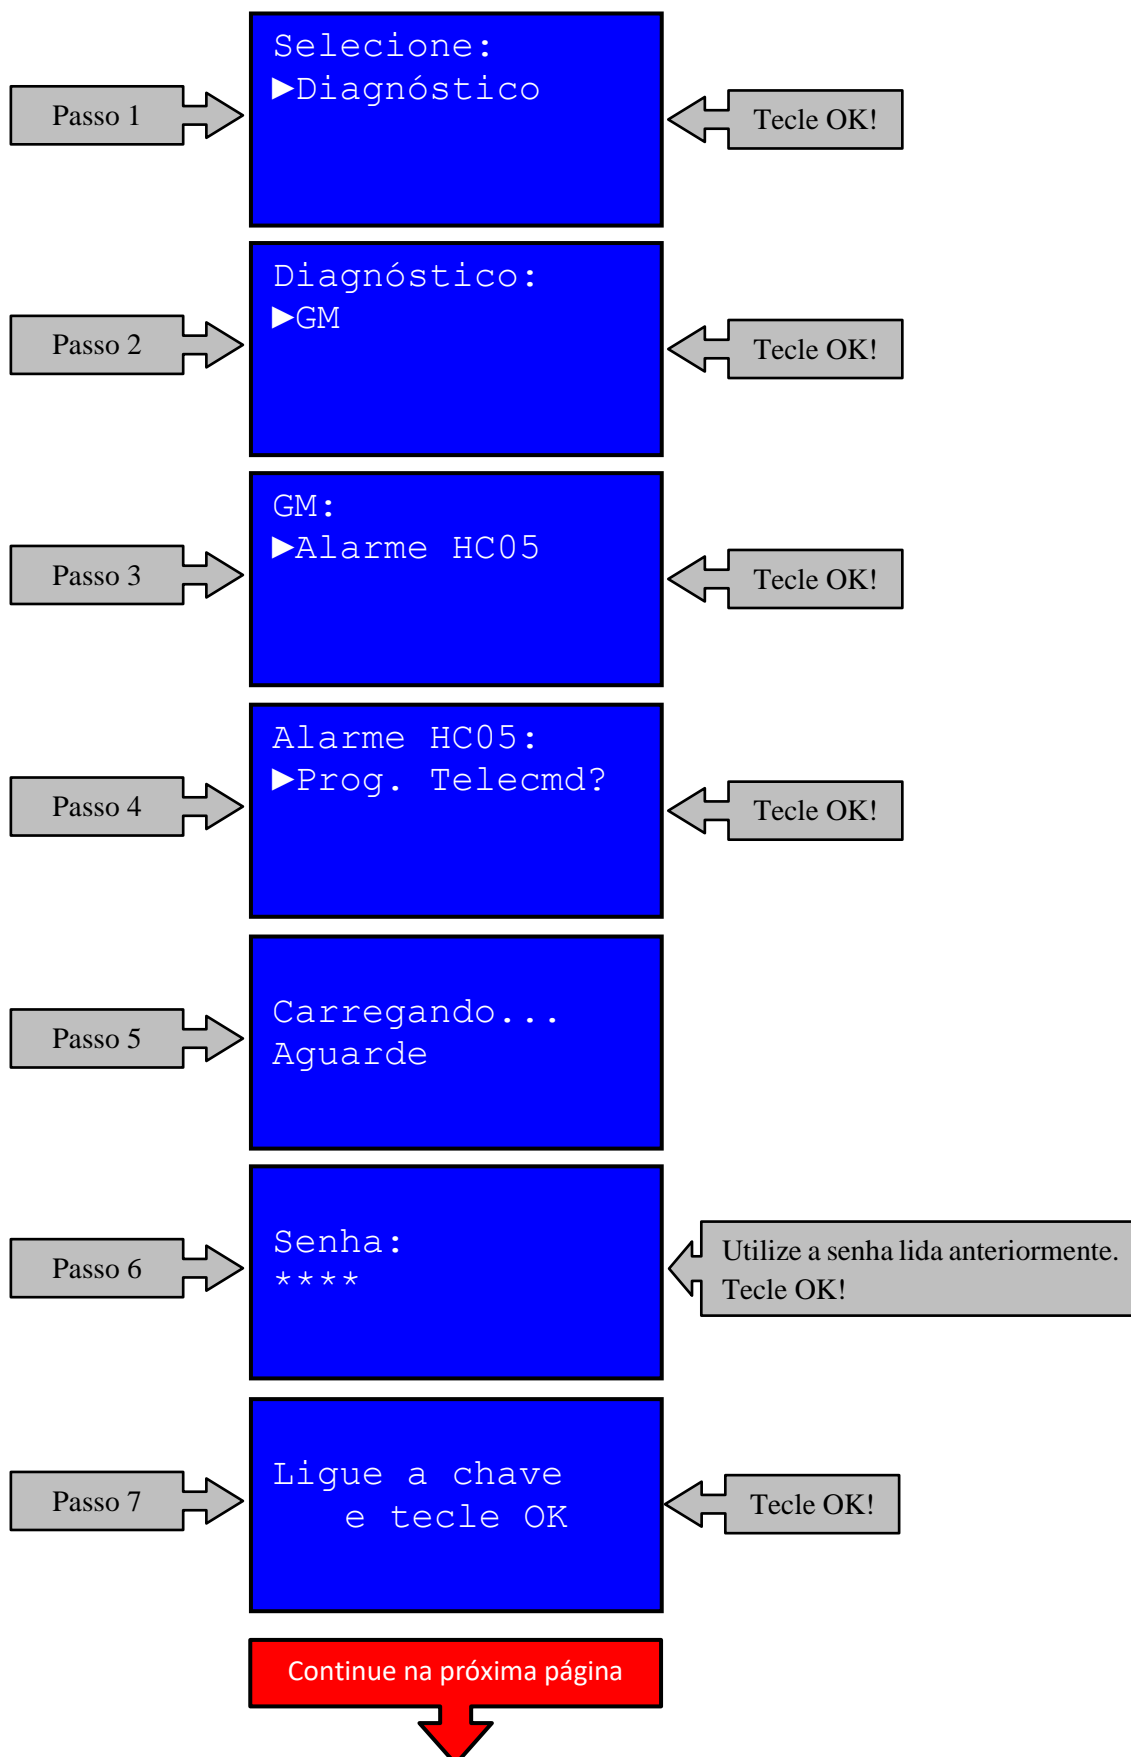 Selecione:
►Diagnóstico
Passo 1
Tecle OK!
Diagnóstico:
►GM
Passo 2
Tecle OK!
GM:
►Alarme HC05
Passo 3
Tecle OK!
Alarme HC05:
►Prog. Telecmd?
Passo 4
Tecle OK!
Carregando...
Aguarde
Passo 5
Senha:
****
Passo 6
Utilize a senha lida anteriormente.
Tecle OK!
Ligue a chave
e tecle OK
Passo 7
Tecle OK!
Continue na próxima página